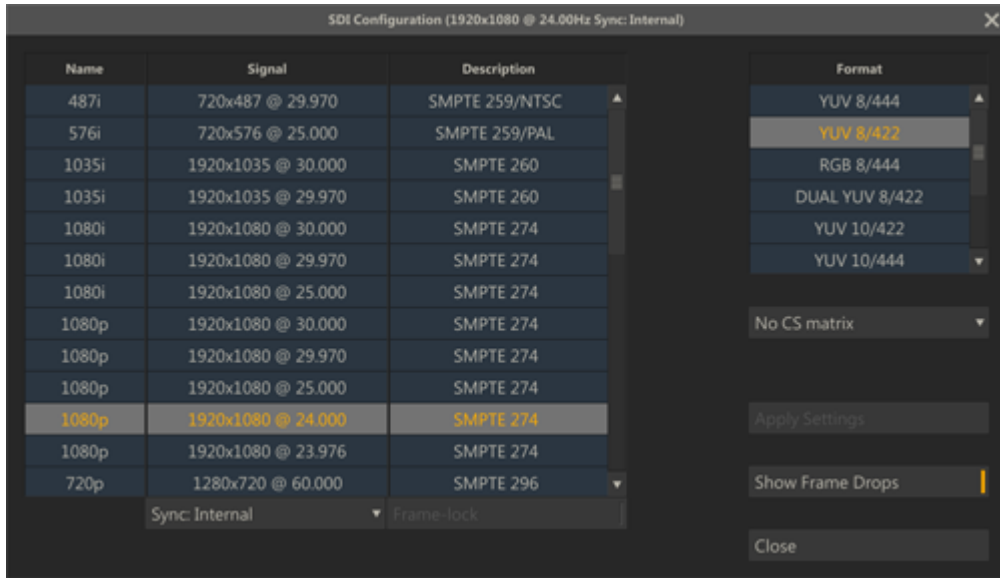 SDI Configuration (1920x1080 @ 24.00Hz Sync: Internal)
Name Signal Description
487i 720x487 @ 29.970 SMPTE 259/NTSC
576i 720x576 @ 25.000 SMPTE 259/PAL
1035i 1920x1035 @ 30.000 SMPTE 260
1035i 1920x1035 @ 29.970 SMPTE 260
1080i 1920x1080 @ 30.000 SMPTE 274
1080i 1920x1080 @ 29.970 SMPTE 274
1080i 1920x1080 @ 25.000 SMPTE 274
1080p 1920x1080 @ 30.000 SMPTE 274
1080p 1920x1080 @ 29.970 SMPTE 274
1080p 1920x1080 @ 25.000 SMPTE 274
1080p 1920x1080 @ 24.000 SMPTE 274
1080p 1920x1080 @ 23.976 SMPTE 274
720p 1280x720 @ 60.000 SMPTE 296
Sync: Internal Frame-lock
Format
YUV 8/444
YUV 8/422
RGB 8/444
DUAL YUV 8/422
YUV 10/422
YUV 10/444
No CS matrix
Apply Settings
Show Frame Drops
Close